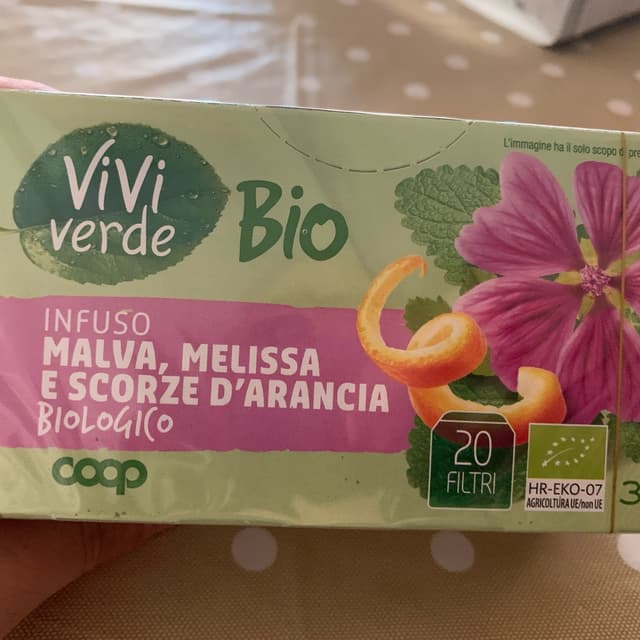 L'immagine ha il solo scopo di
ViVi
verde
Bio
INFUSO
MALVA, MELISSA
E SCORZE D'ARANCIA
BIOLOGICO
coop
20
FILTRI
HR-EKO-07
AGRICOLTURA UE/non UE
3